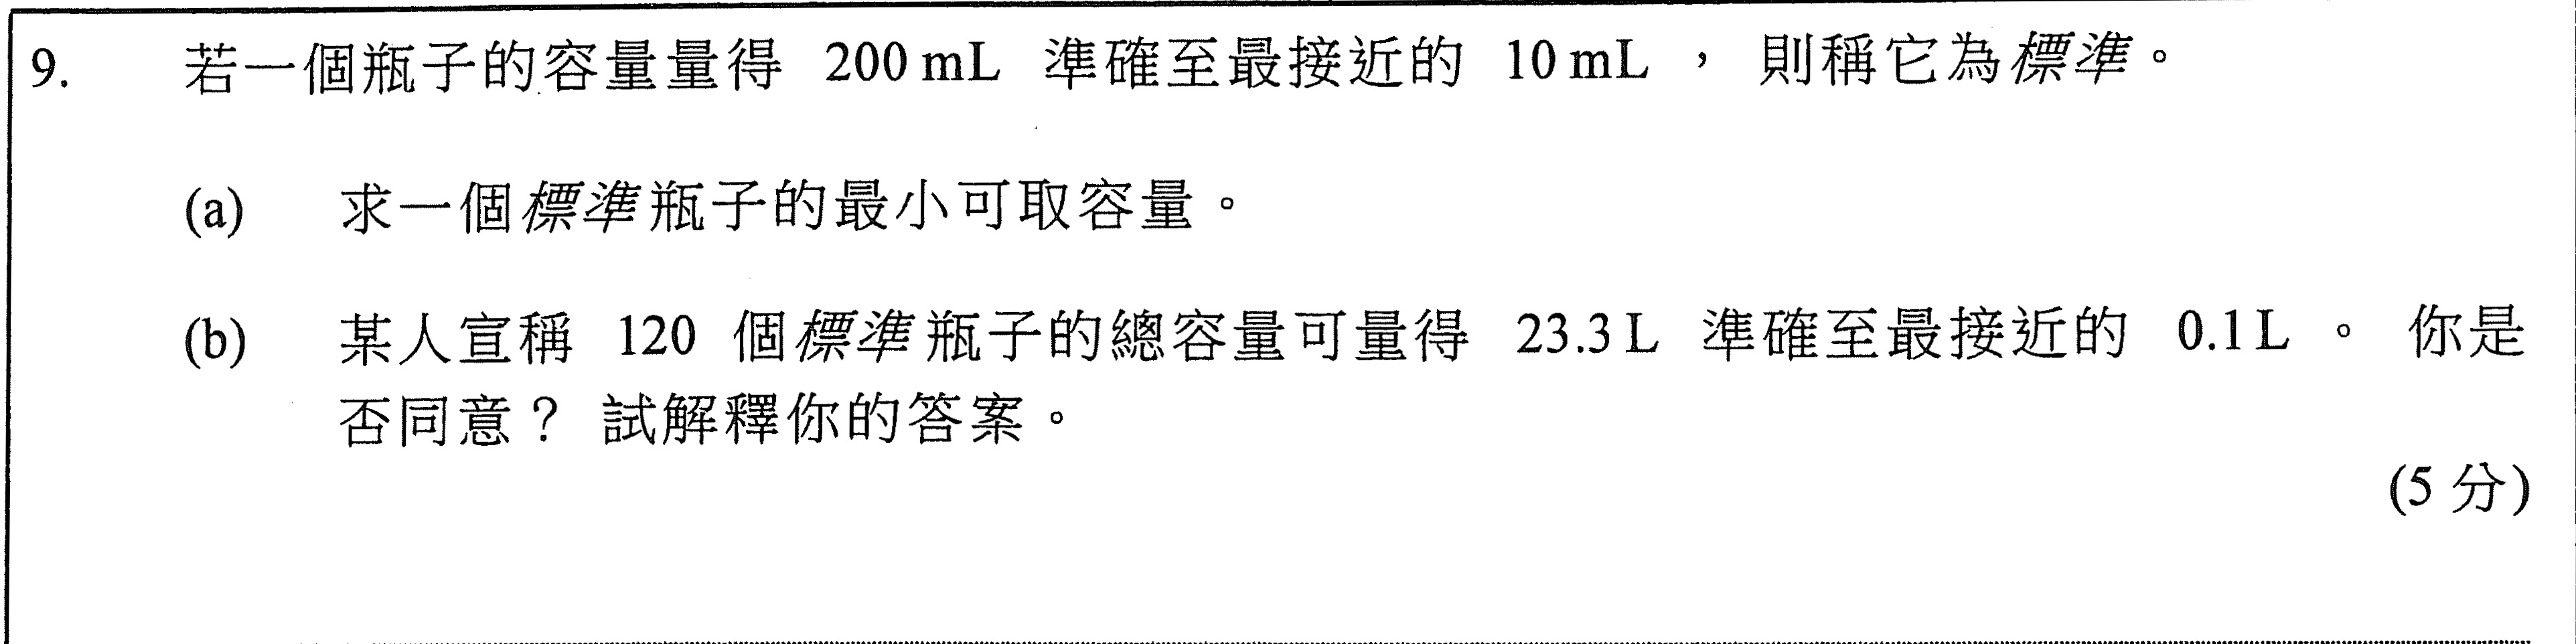 9. 若一個瓶子的容量量得 200 mL 準確至最接近的 10 mL ， 則稱它為標準。
(a) 求一個標準瓶子的最小可取容量。
(b) 某人宣稱 120 個標準瓶子的總容量可量得 23.3 L 準確至最接近的 0.1 L 。 你是
否同意？ 試解釋你的答案。
(5 分)